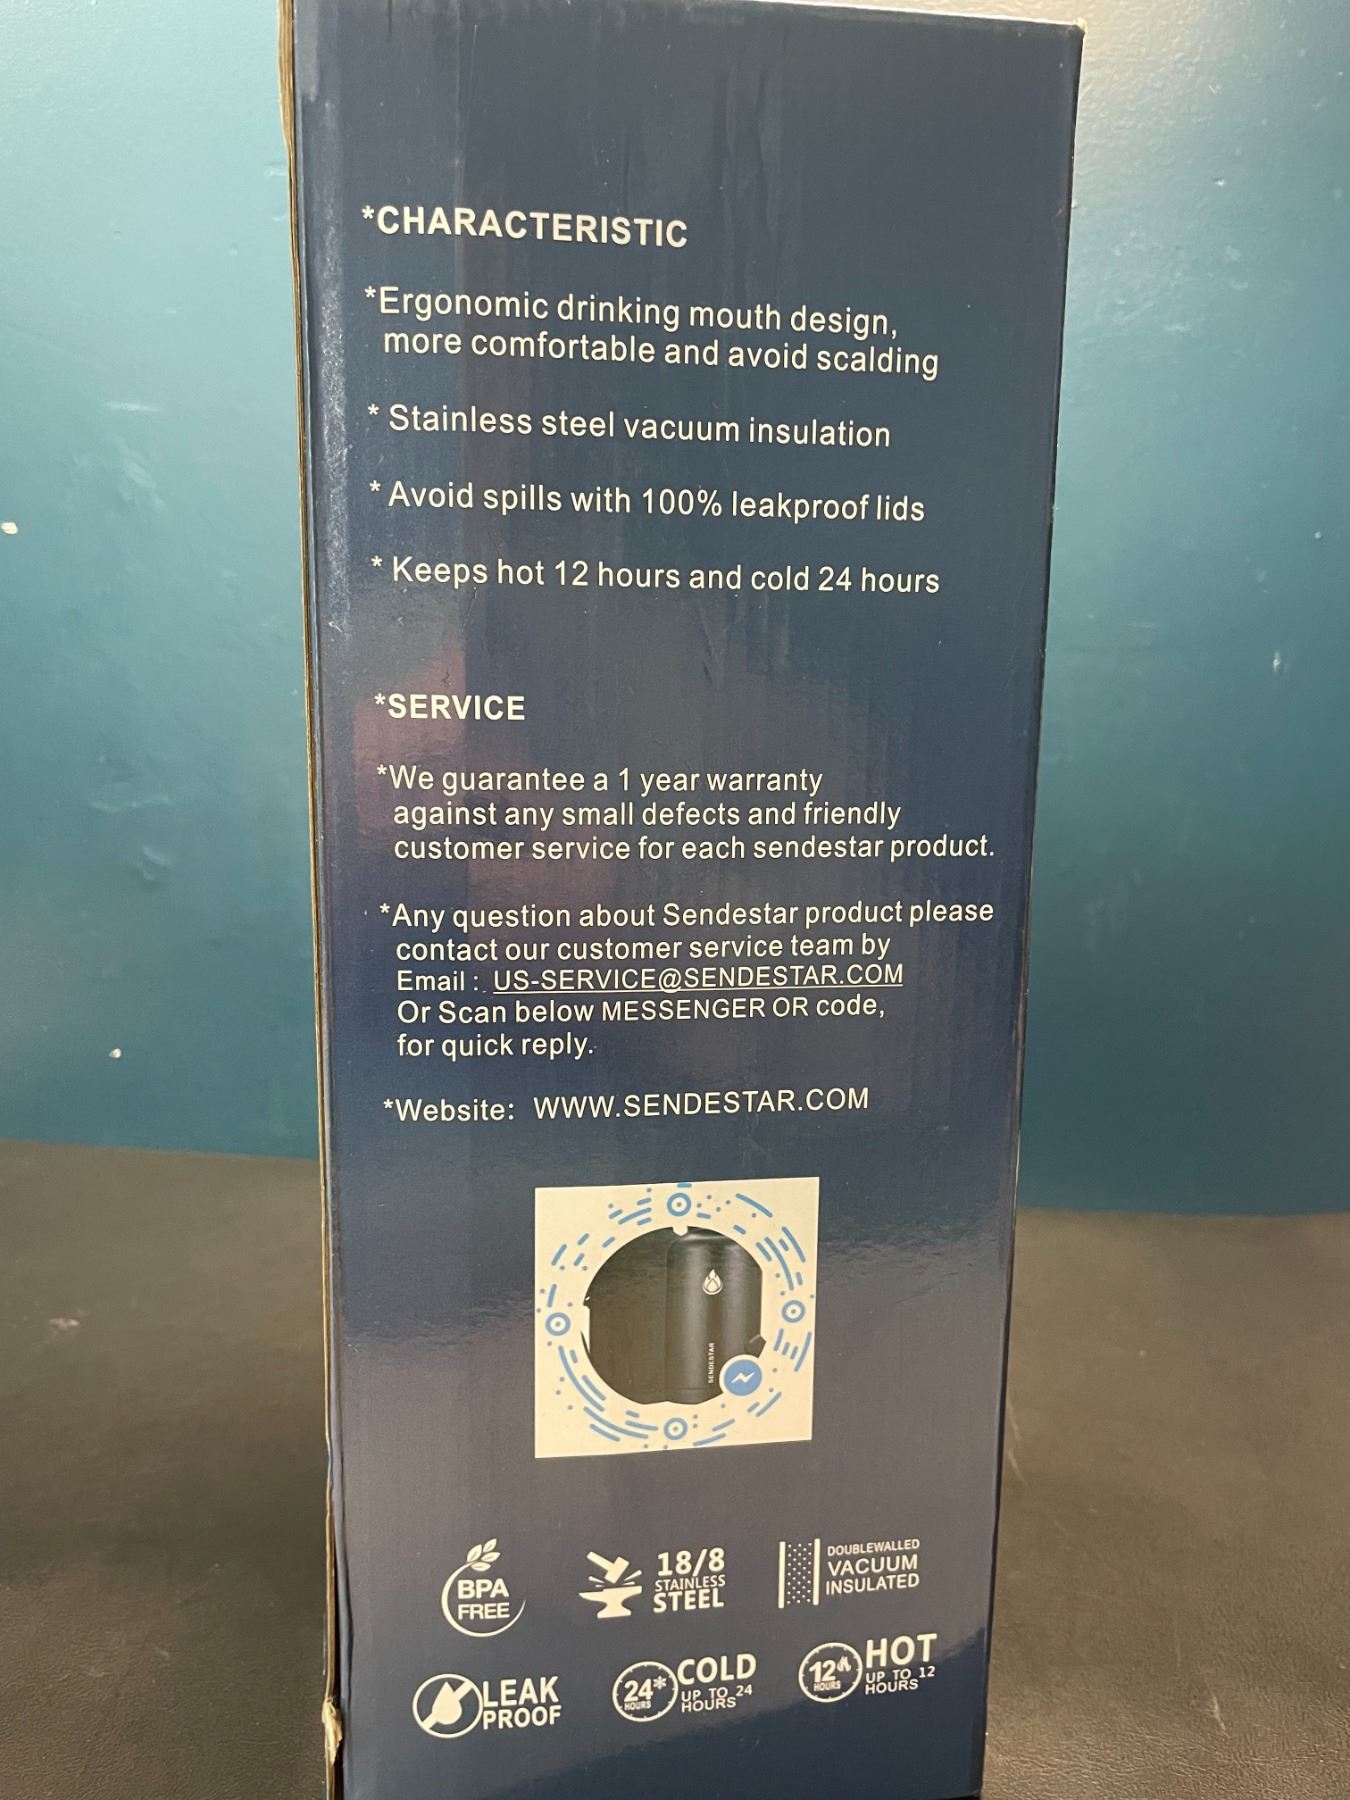 *CHARACTERISTIC
*Ergonomic drinking mouth design,
more comfortable and avoid scalding
* Stainless steel vacuum insulation
* Avoid spills with 100% leakproof lids
* Keeps hot 12 hours and cold 24 hours
*SERVICE
*We guarantee a 1 year warranty
against any small defects and friendly
customer service for each sendestar product.
*Any question about Sendestar product please
contact our customer service team by
Email : US-SERVICE@SENDESTAR.COM
Or Scan below MESSENGER OR code,
for quick reply.
*Website: WWW.SENDESTAR.COM
SENDESTAR
BPA
FREE
18/8
STAINLESS
STEEL
DOUBLEWALLED
VACUUM
INSULATED
LEAK
PROOF
24*
HOURS
COLD
UP TO 24
HOURS
12
HOURS
HOT
UP TO 12
HOURS